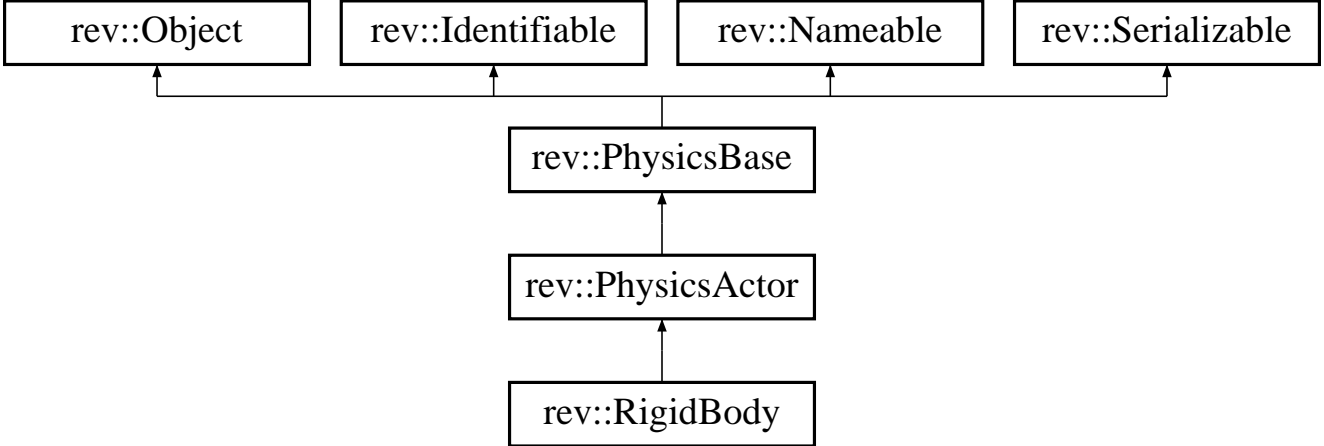 rev::Object rev::Identifiable rev::Nameable rev::Serializable
rev::PhysicsBase
rev::PhysicsActor
rev::RigidBody